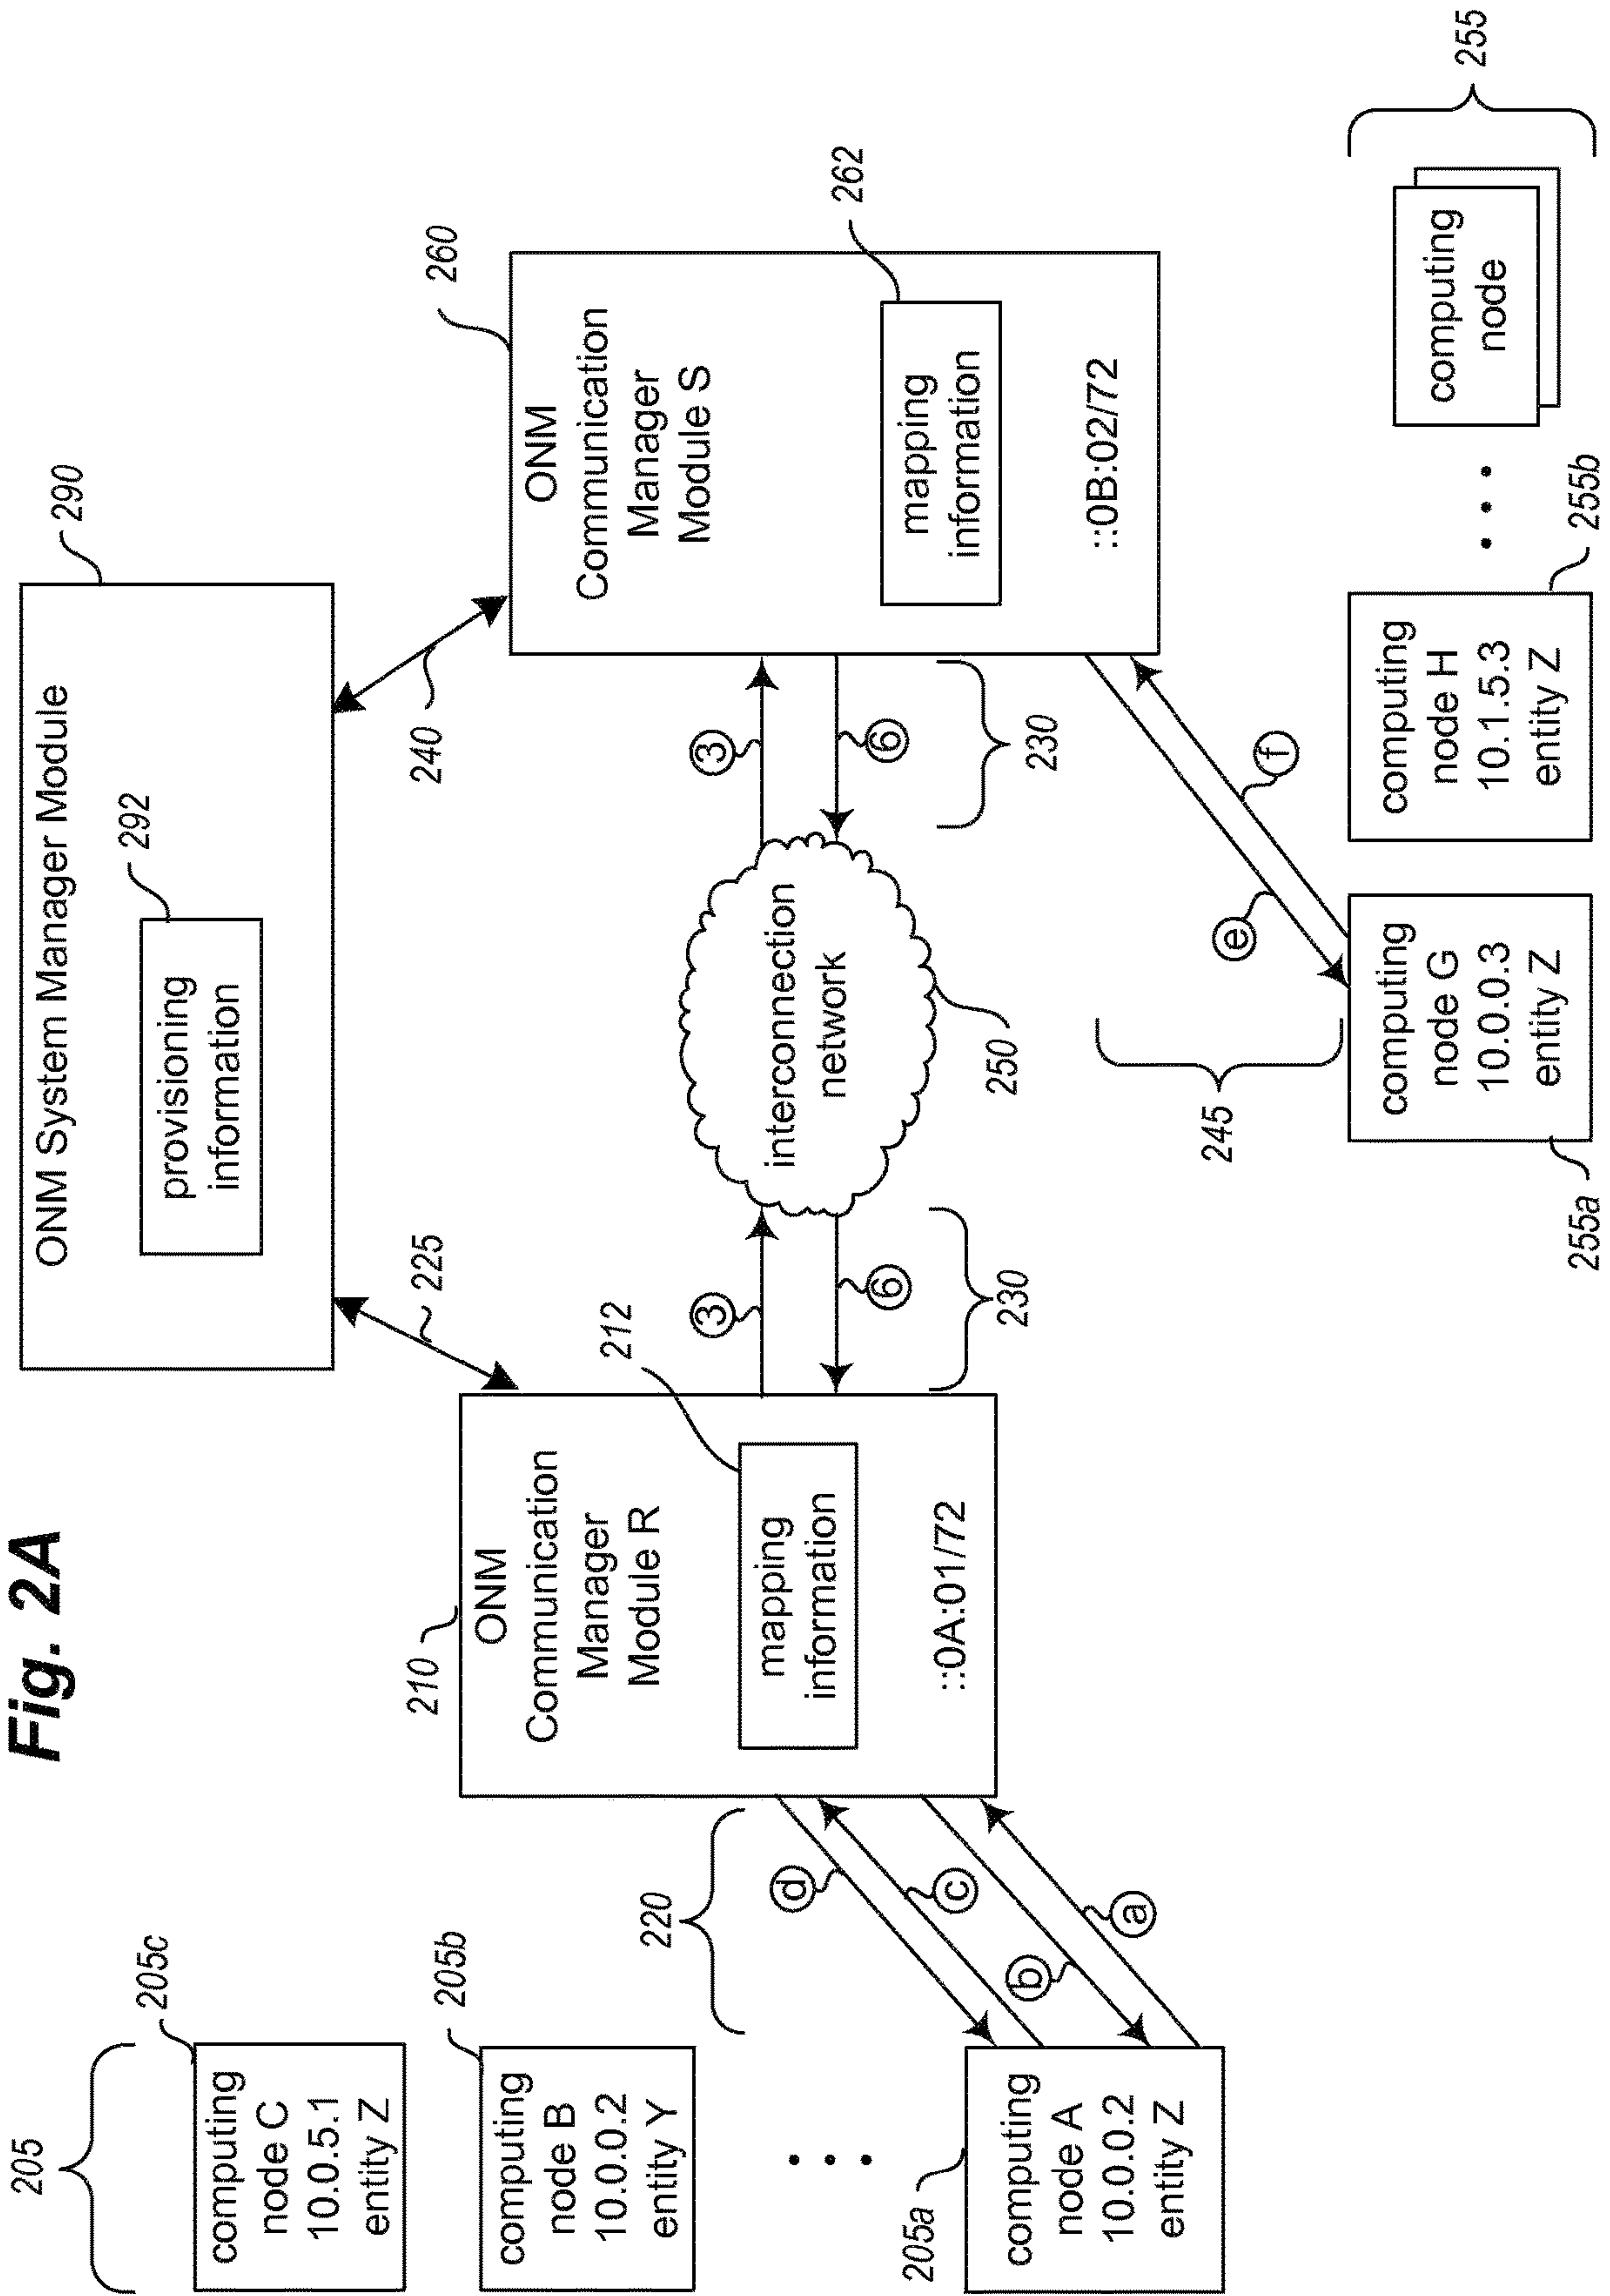 Fig. 2A
ONM System Manager Module
290
provisioning
information
292
225
240
205
205c
computing
node C
10.0.5.1
entity Z
205b
computing
node B
10.0.0.2
entity Y
205a
computing
node A
10.0.0.2
entity Z
220
d
c
b
a
210
ONM
Communication
Manager
Module R
212
mapping
information
::0A:01/72
3
6
230
interconnection
network
250
3
6
230
260
ONM
Communication
Manager
Module S
262
mapping
information
::0B:02/72
245
e
f
255a
computing
node G
10.0.0.3
entity Z
255b
computing
node H
10.1.5.3
entity Z
computing
node
255